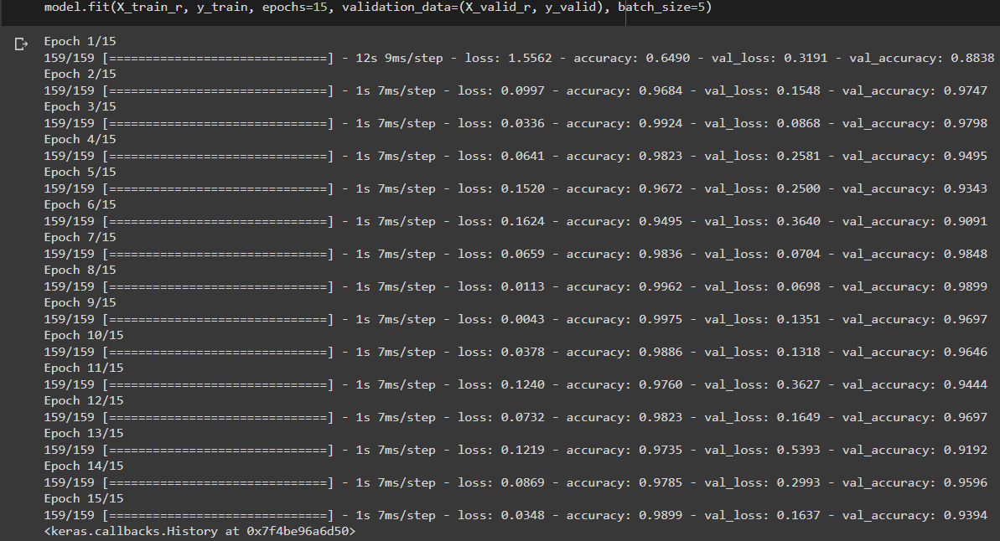 model.fit(X_train_r, y_train, epochs=15, validation_data=(X_valid_r, y_valid), batch_size=5)
Epoch 1/15
159/159 [==============================] - 12s 9ms/step - loss: 1.5562 - accuracy: 0.6490 - val_loss: 0.3191 - val_accuracy: 0.8838
Epoch 2/15
159/159 [==============================] - 1s 7ms/step - loss: 0.0997 - accuracy: 0.9684 - val_loss: 0.1548 - val_accuracy: 0.9747
Epoch 3/15
159/159 [==============================] - 1s 7ms/step - loss: 0.0336 - accuracy: 0.9924 - val_loss: 0.0868 - val_accuracy: 0.9798
Epoch 4/15
159/159 [==============================] - 1s 7ms/step - loss: 0.0641 - accuracy: 0.9823 - val_loss: 0.2581 - val_accuracy: 0.9495
Epoch 5/15
159/159 [==============================] - 1s 7ms/step - loss: 0.1520 - accuracy: 0.9672 - val_loss: 0.2500 - val_accuracy: 0.9343
Epoch 6/15
159/159 [==============================] - 1s 7ms/step - loss: 0.1624 - accuracy: 0.9495 - val_loss: 0.3640 - val_accuracy: 0.9091
Epoch 7/15
159/159 [==============================] - 1s 7ms/step - loss: 0.0659 - accuracy: 0.9836 - val_loss: 0.0704 - val_accuracy: 0.9848
Epoch 8/15
159/159 [==============================] - 1s 7ms/step - loss: 0.0113 - accuracy: 0.9962 - val_loss: 0.0698 - val_accuracy: 0.9899
Epoch 9/15
159/159 [==============================] - 1s 7ms/step - loss: 0.0043 - accuracy: 0.9975 - val_loss: 0.1351 - val_accuracy: 0.9697
Epoch 10/15
159/159 [==============================] - 1s 7ms/step - loss: 0.0378 - accuracy: 0.9886 - val_loss: 0.1318 - val_accuracy: 0.9646
Epoch 11/15
159/159 [==============================] - 1s 7ms/step - loss: 0.1240 - accuracy: 0.9760 - val_loss: 0.3627 - val_accuracy: 0.9444
Epoch 12/15
159/159 [==============================] - 1s 7ms/step - loss: 0.0732 - accuracy: 0.9823 - val_loss: 0.1649 - val_accuracy: 0.9697
Epoch 13/15
159/159 [==============================] - 1s 7ms/step - loss: 0.1219 - accuracy: 0.9735 - val_loss: 0.5393 - val_accuracy: 0.9192
Epoch 14/15
159/159 [==============================] - 1s 7ms/step - loss: 0.0869 - accuracy: 0.9785 - val_loss: 0.2993 - val_accuracy: 0.9596
Epoch 15/15
159/159 [==============================] - 1s 7ms/step - loss: 0.0348 - accuracy: 0.9899 - val_loss: 0.1637 - val_accuracy: 0.9394
<keras.callbacks.History at 0x7f4be96a6d50>